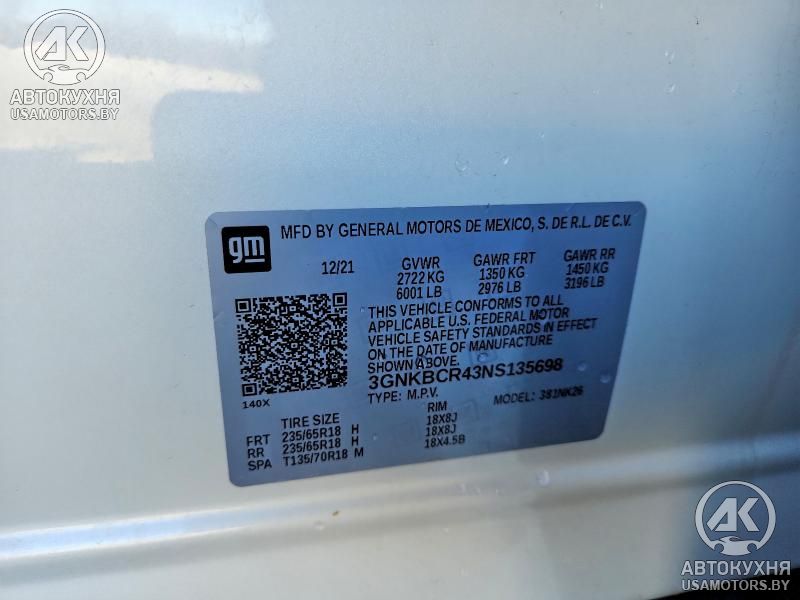 AK
АВТОКУХНЯ
USAMOTORS.BY
gm MFD BY GENERAL MOTORS DE MEXICO, S. DE R.L. DE C.V.
12/21 GVWR GAWR FRT GAWR RR
2722 KG 1350 KG 1450 KG
6001 LB 2976 LB 3196 LB
THIS VEHICLE CONFORMS TO ALL
APPLICABLE U.S. FEDERAL MOTOR
VEHICLE SAFETY STANDARDS IN EFFECT
ON THE DATE OF MANUFACTURE
SHOWN ABOVE.
3GNKBCR43NS135698
140X TYPE: M.P.V. MODEL: 381NK26
TIRE SIZE RIM
FRT 235/65R18 H 18X8J
RR 235/65R18 H 18X8J
SPA T135/70R18 M 18X4.5B
AK
АВТОКУХНЯ
USAMOTORS.BY